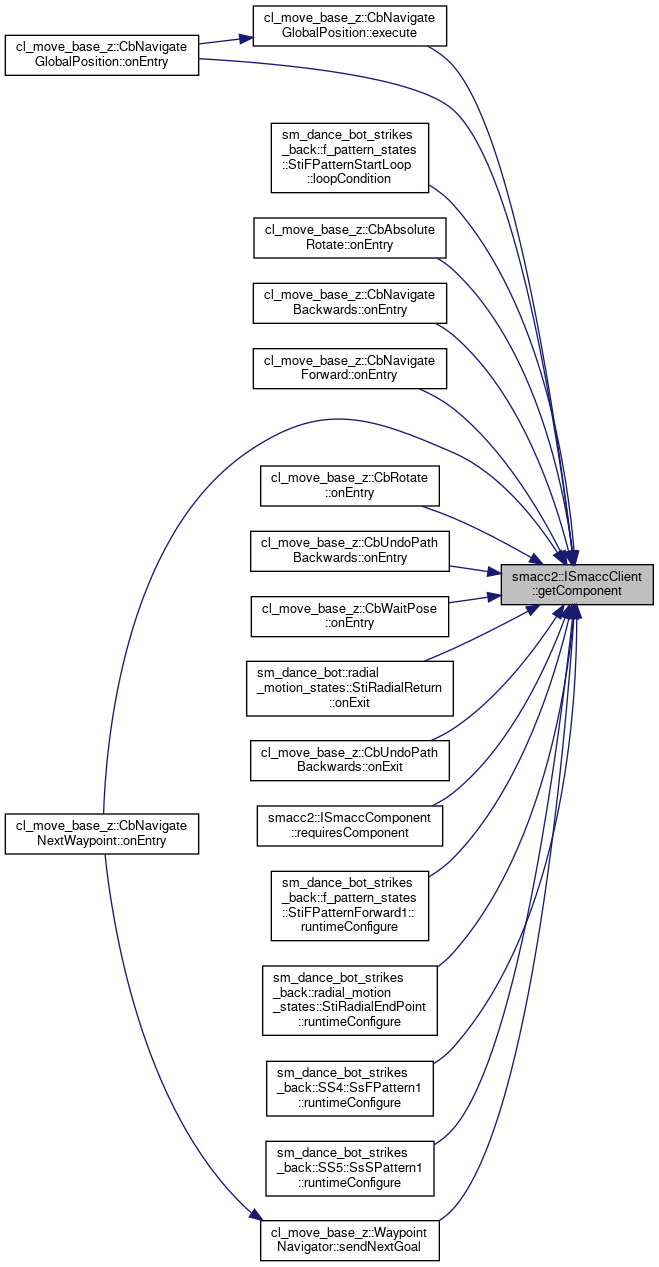 cl_move_base_z::CbNavigate
GlobalPosition::execute
cl_move_base_z::CbNavigate
GlobalPosition::onEntry
sm_dance_bot_strikes
_back::f_pattern_states
::StiFPatternStartLoop
::loopCondition
cl_move_base_z::CbAbsolute
Rotate::onEntry
cl_move_base_z::CbNavigate
Backwards::onEntry
cl_move_base_z::CbNavigate
Forward::onEntry
cl_move_base_z::CbRotate
::onEntry
cl_move_base_z::CbUndoPath
Backwards::onEntry
smacc2::ISmaccClient
::getComponent
cl_move_base_z::CbWaitPose
::onEntry
sm_dance_bot::radial
_motion_states::StiRadialReturn
::onExit
cl_move_base_z::CbUndoPath
Backwards::onExit
smacc2::ISmaccComponent
::requiresComponent
cl_move_base_z::CbNavigate
NextWaypoint::onEntry
sm_dance_bot_strikes
_back::f_pattern_states
::StiFPatternForward1::
runtimeConfigure
sm_dance_bot_strikes
_back::radial_motion
_states::StiRadialEndPoint
::runtimeConfigure
sm_dance_bot_strikes
_back::SS4::SsFPattern1
::runtimeConfigure
sm_dance_bot_strikes
_back::SS5::SsSPattern1
::runtimeConfigure
cl_move_base_z::Waypoint
Navigator::sendNextGoal